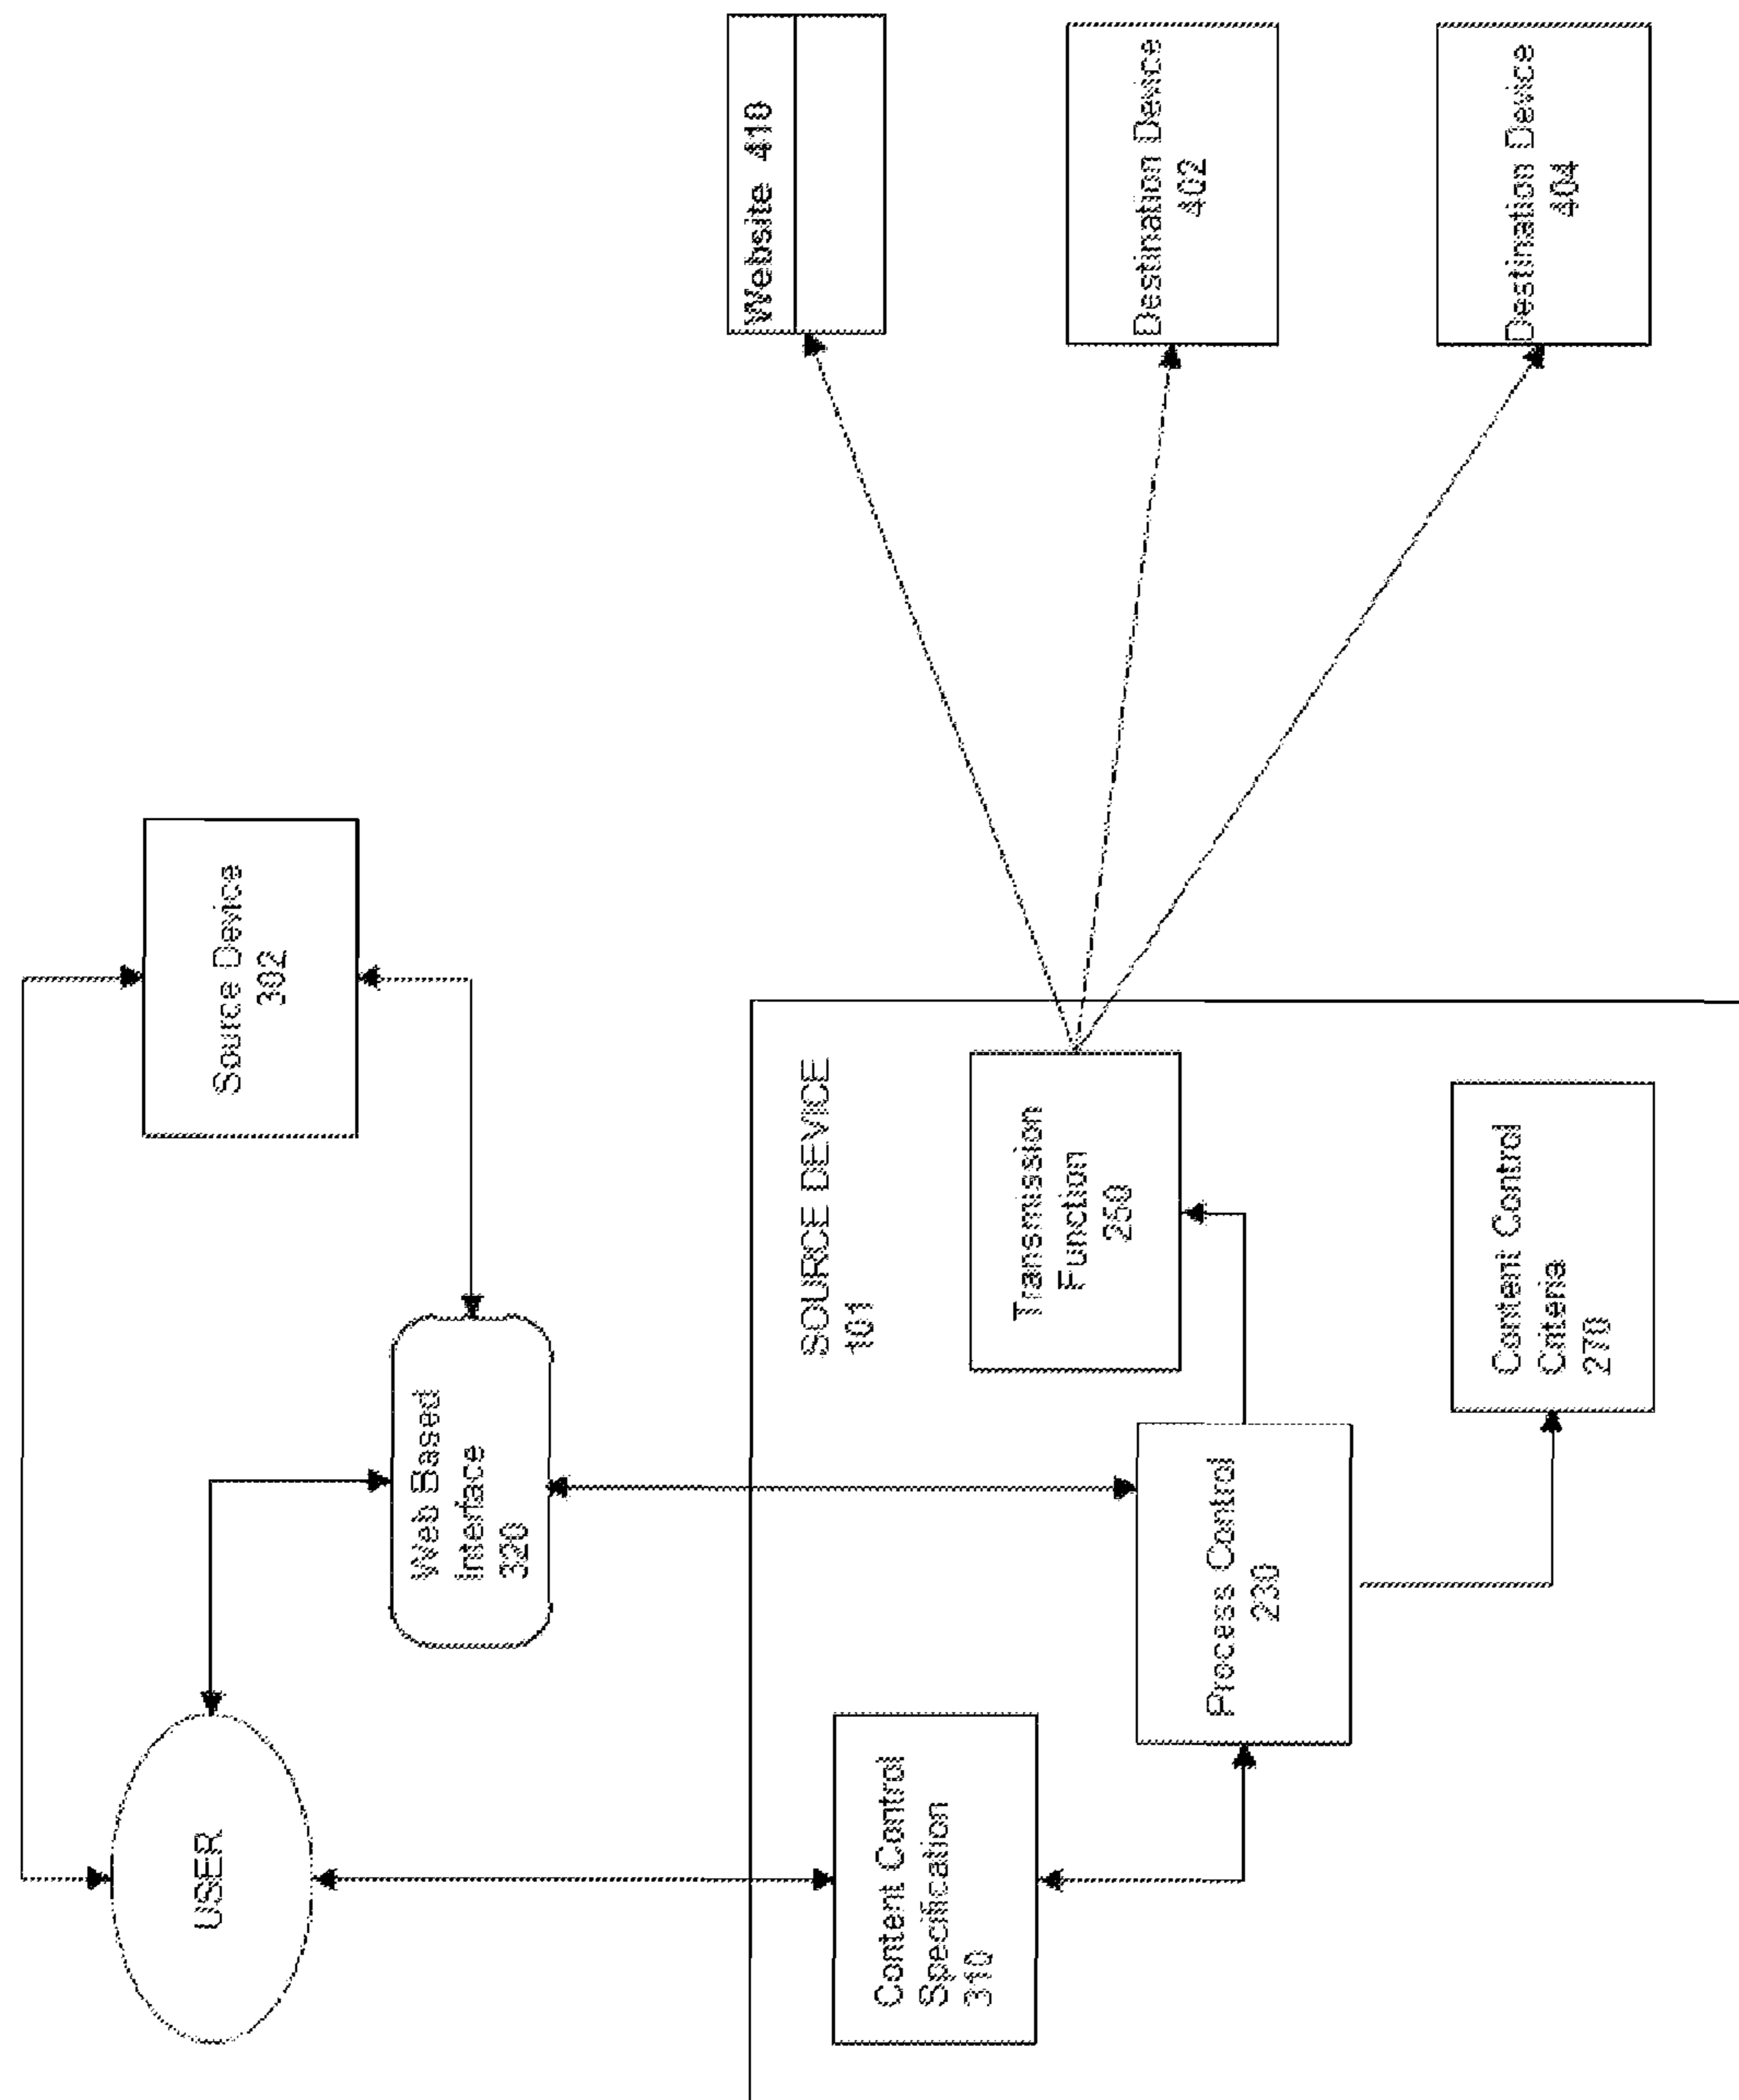 USER
Source Device
302
Web Based
Interface
320
SOURCE DEVICE
101
Content Control
Specification
310
Transmission
Function
250
Process Control
230
Content Control
Criteria
270
Website 410
Destination Device
402
Destination Device
404